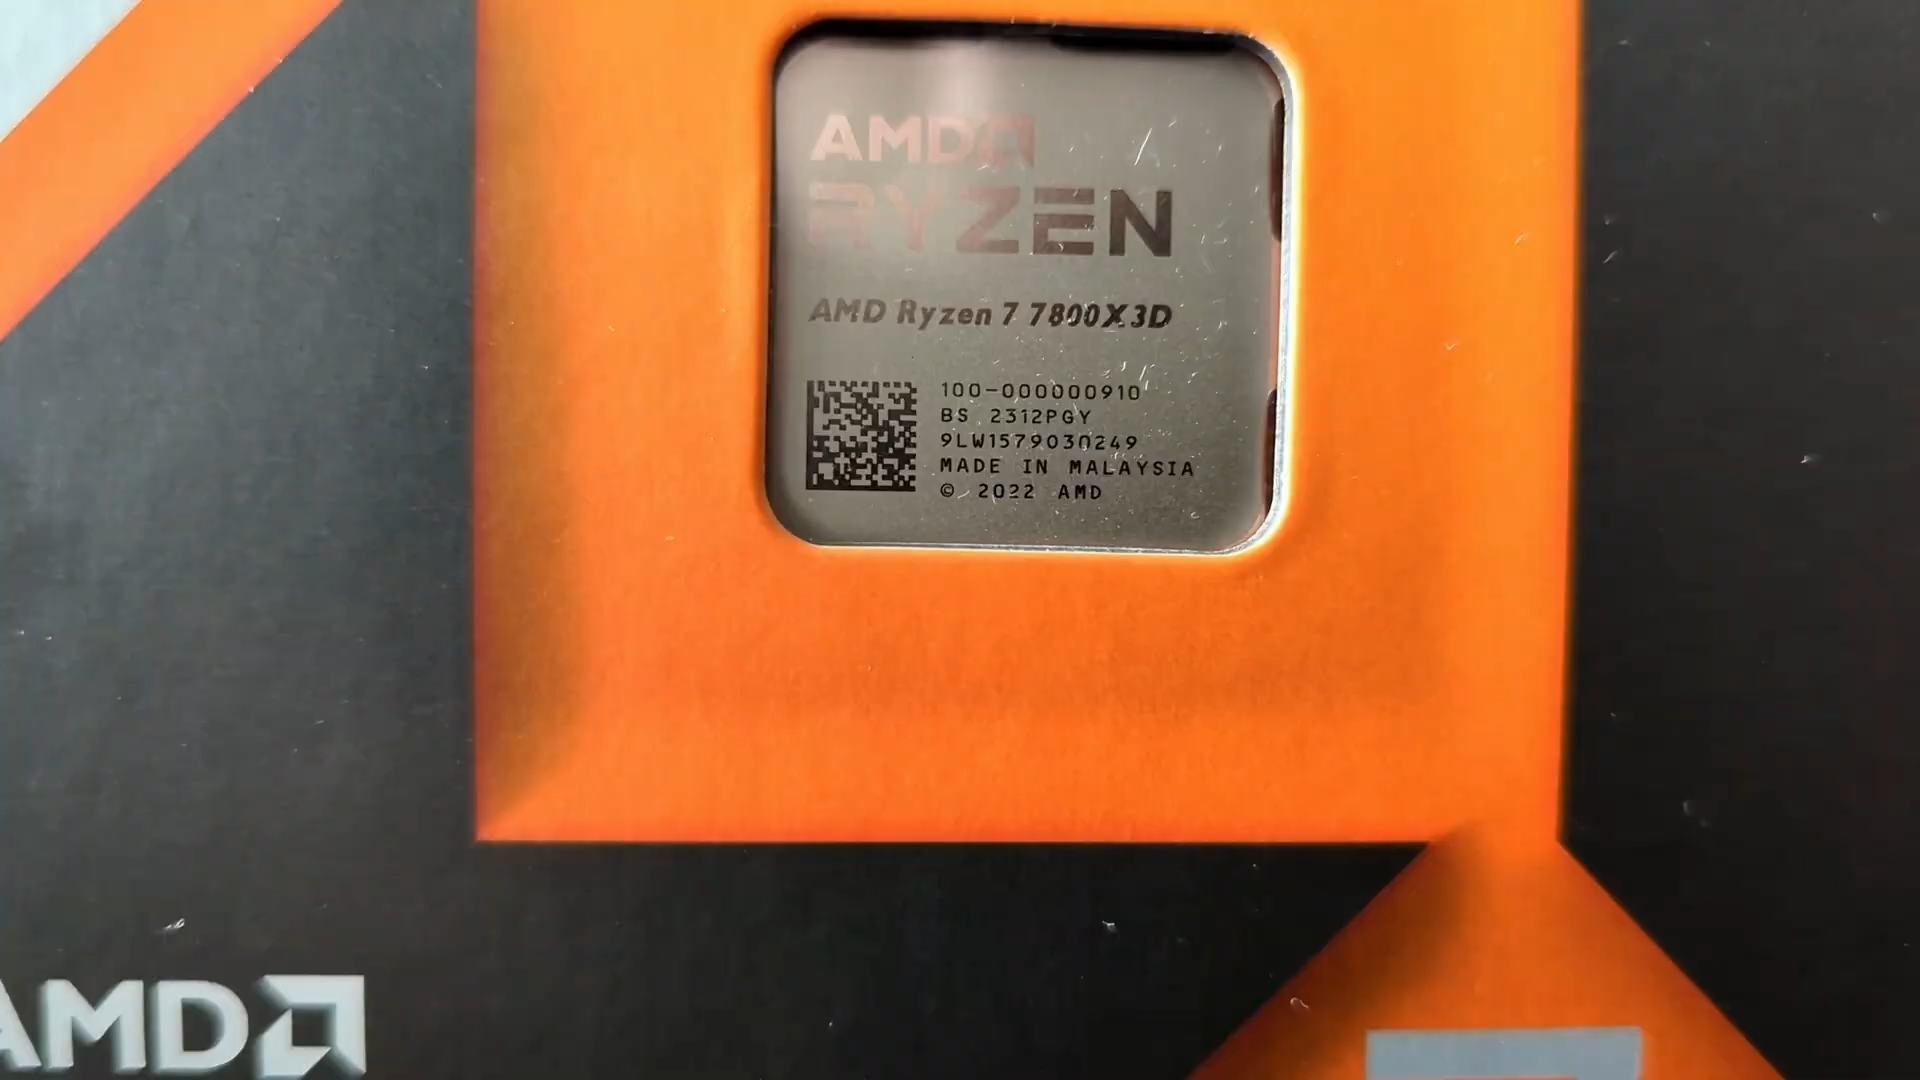 AMD
RYZEN
AMD Ryzen 7 7800X3D
100-000000910
BS 2312PGY
9LW1579030249
MADE IN MALAYSIA
© 2022 AMD
AMD